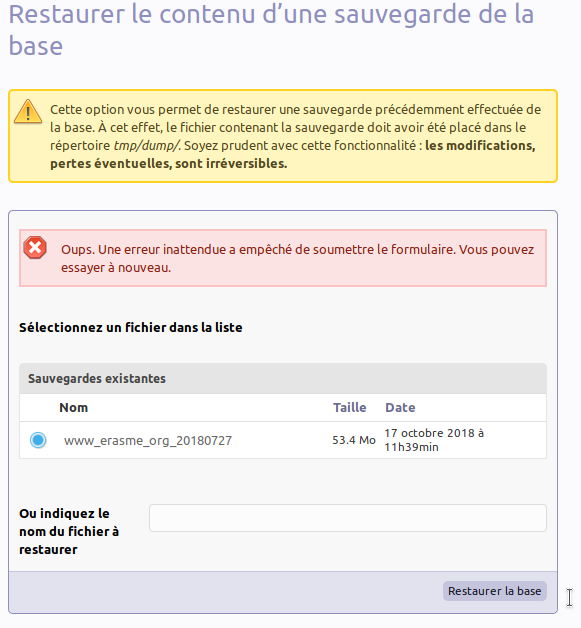 Restaurer le contenu d’une sauvegarde de la
base
Cette option vous permet de restaurer une sauvegarde précédemment effectuée de
la base. À cet effet, le fichier contenant la sauvegarde doit avoir été placé dans le
répertoire tmp/dump/. Soyez prudent avec cette fonctionnalité : les modifications,
pertes éventuelles, sont irréversibles.
Oups. Une erreur inattendue a empêché de soumettre le formulaire. Vous pouvez
essayer à nouveau.
Sélectionnez un fichier dans la liste
Sauvegardes existantes
Nom Taille Date
www_erasme_org_20180727 53.4 Mo 17 octobre 2018 à
11h39min
Ou indiquez le
nom du fichier à
restaurer
Restaurer la base